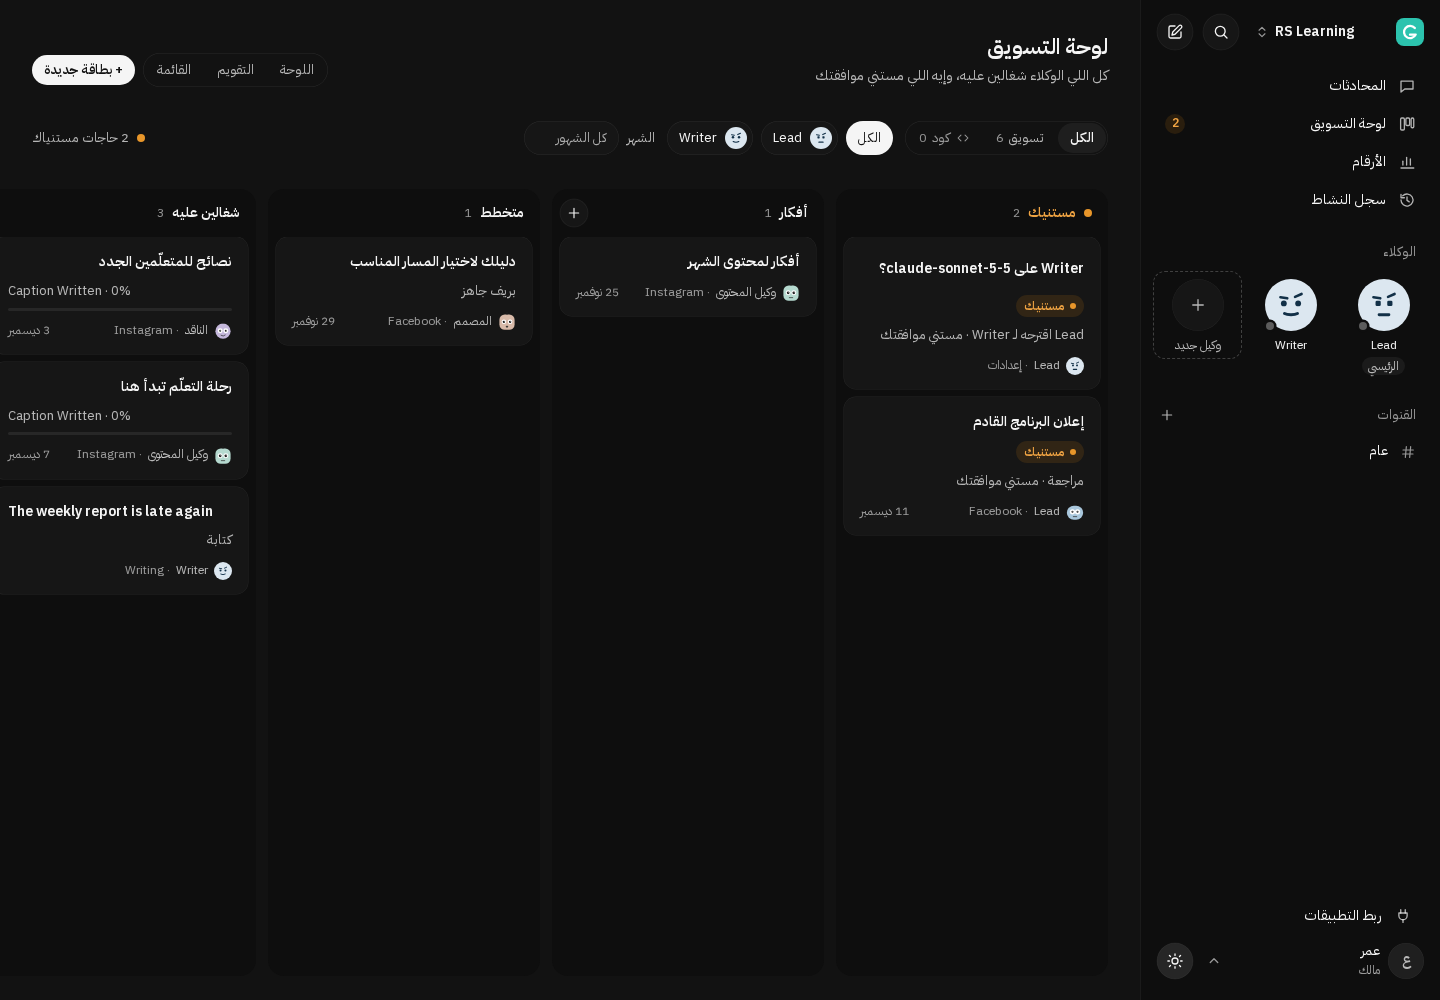 RS Learning
المحادثات
لوحة التسويق 2
الأرقام
سجل النشاط
الوكلاء
Lead
الرئيسي
Writer
وكيل جديد
القنوات
عام
ربط التطبيقات
ع
عمر
مالك
لوحة التسويق
كل اللي الوكلاء شغالين عليه، وإيه اللي مستني موافقتك
اللوحة
التقويم
القائمة
+ بطاقة جديدة
الكل
تسويق 6
كود 0
الكل
Lead
Writer
الشهر
كل الشهور
2 حاجات مستنياك
مستنيك 2
Writer على claude-sonnet-5-5؟
مستنيك
Lead اقترحه لـ Writer · مستني موافقتك
Lead · إعدادات
إعلان البرنامج القادم
مستنيك
مراجعة · مستني موافقتك
Lead · Facebook
11 ديسمبر
أفكار 1
أفكار لمحتوى الشهر
وكيل المحتوى · Instagram
25 نوفمبر
متخطط 1
دليلك لاختيار المسار المناسب
بريف جاهز
المصمم · Facebook
29 نوفمبر
شغالين عليه 3
نصائح للمتعلّمين الجدد
Caption Written · 0%
الناقد · Instagram
3 ديسمبر
رحلة التعلّم تبدأ هنا
Caption Written · 0%
وكيل المحتوى · Instagram
7 ديسمبر
The weekly report is late again
كتابة
Writer · Writing